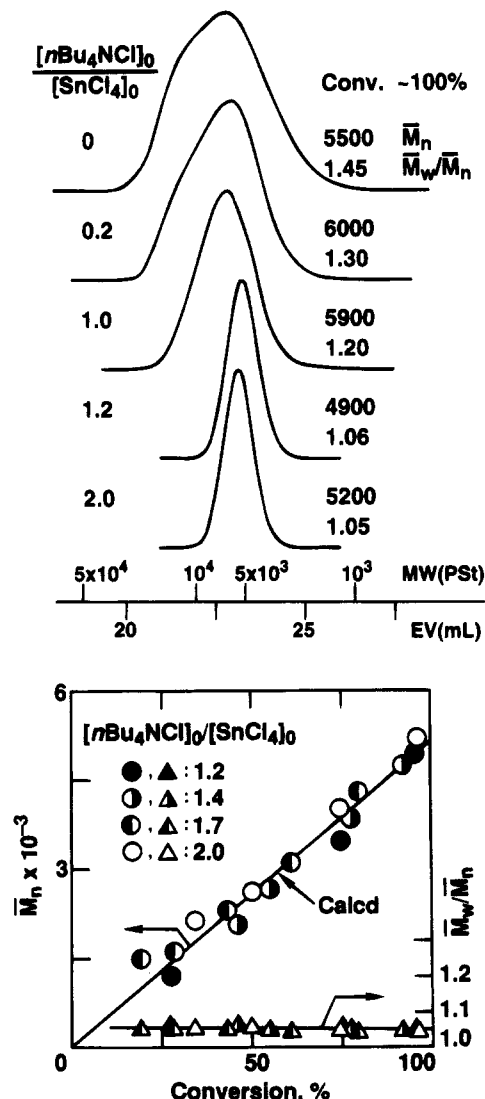 [nBu4NCl]0
[SnCl4]0
Conv. ~100%
0
5500 M̅n
1.45 M̅w/M̅n
0.2
6000
1.30
1.0
5900
1.20
1.2
4900
1.06
2.0
5200
1.05
5x10⁴ 10⁴ 5x10³ 10³ MW(PSt)
20 25 EV(mL)
6
[nBu4NCl]0/[SnCl4]0
●, ▲ : 1.2
◑, ◮ : 1.4
◐, ◭ : 1.7
○, △ : 2.0
M̅n x 10⁻³
3
Calcd
M̅w/M̅n
1.2
1.1
1.0
0 50 100
Conversion, %